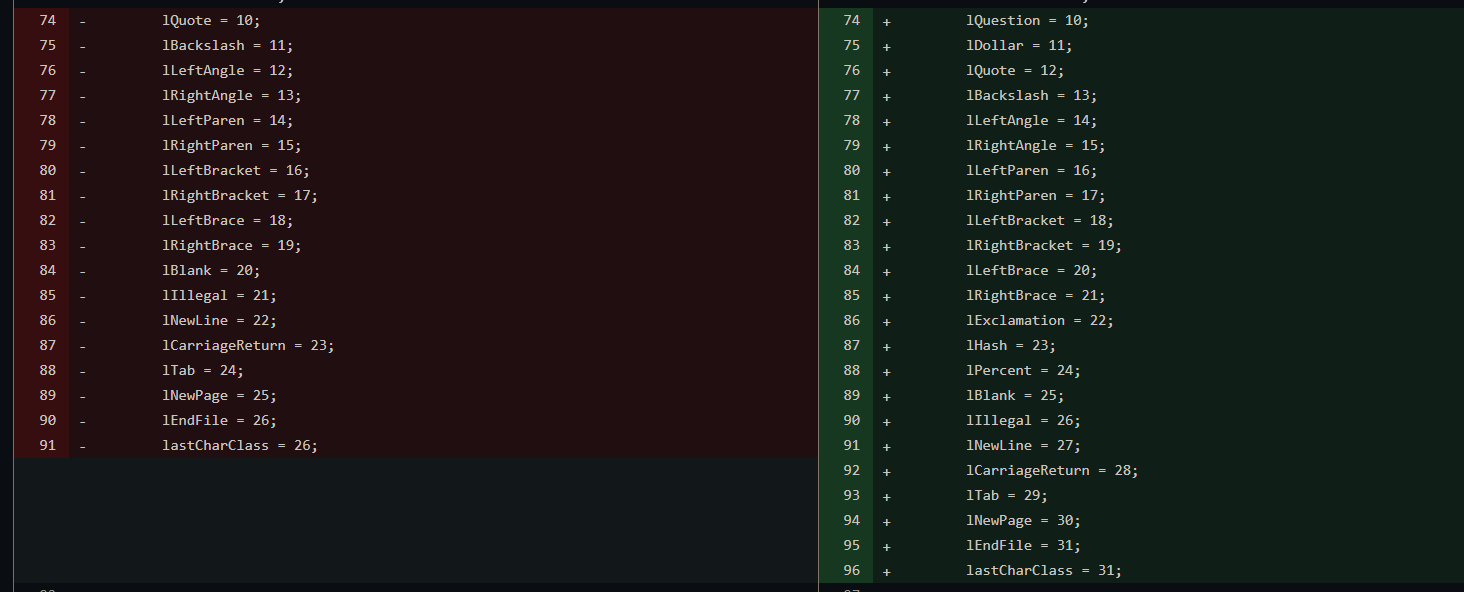 74 - lQuote = 10;
75 - lBackslash = 11;
76 - lLeftAngle = 12;
77 - lRightAngle = 13;
78 - lLeftParen = 14;
79 - lRightParen = 15;
80 - lLeftBracket = 16;
81 - lRightBracket = 17;
82 - lLeftBrace = 18;
83 - lRightBrace = 19;
84 - lBlank = 20;
85 - lIllegal = 21;
86 - lNewLine = 22;
87 - lCarriageReturn = 23;
88 - lTab = 24;
89 - lNewPage = 25;
90 - lEndFile = 26;
91 - lastCharClass = 26;
74 + lQuestion = 10;
75 + lDollar = 11;
76 + lQuote = 12;
77 + lBackslash = 13;
78 + lLeftAngle = 14;
79 + lRightAngle = 15;
80 + lLeftParen = 16;
81 + lRightParen = 17;
82 + lLeftBracket = 18;
83 + lRightBracket = 19;
84 + lLeftBrace = 20;
85 + lRightBrace = 21;
86 + lExclamation = 22;
87 + lHash = 23;
88 + lPercent = 24;
89 + lBlank = 25;
90 + lIllegal = 26;
91 + lNewLine = 27;
92 + lCarriageReturn = 28;
93 + lTab = 29;
94 + lNewPage = 30;
95 + lEndFile = 31;
96 + lastCharClass = 31;